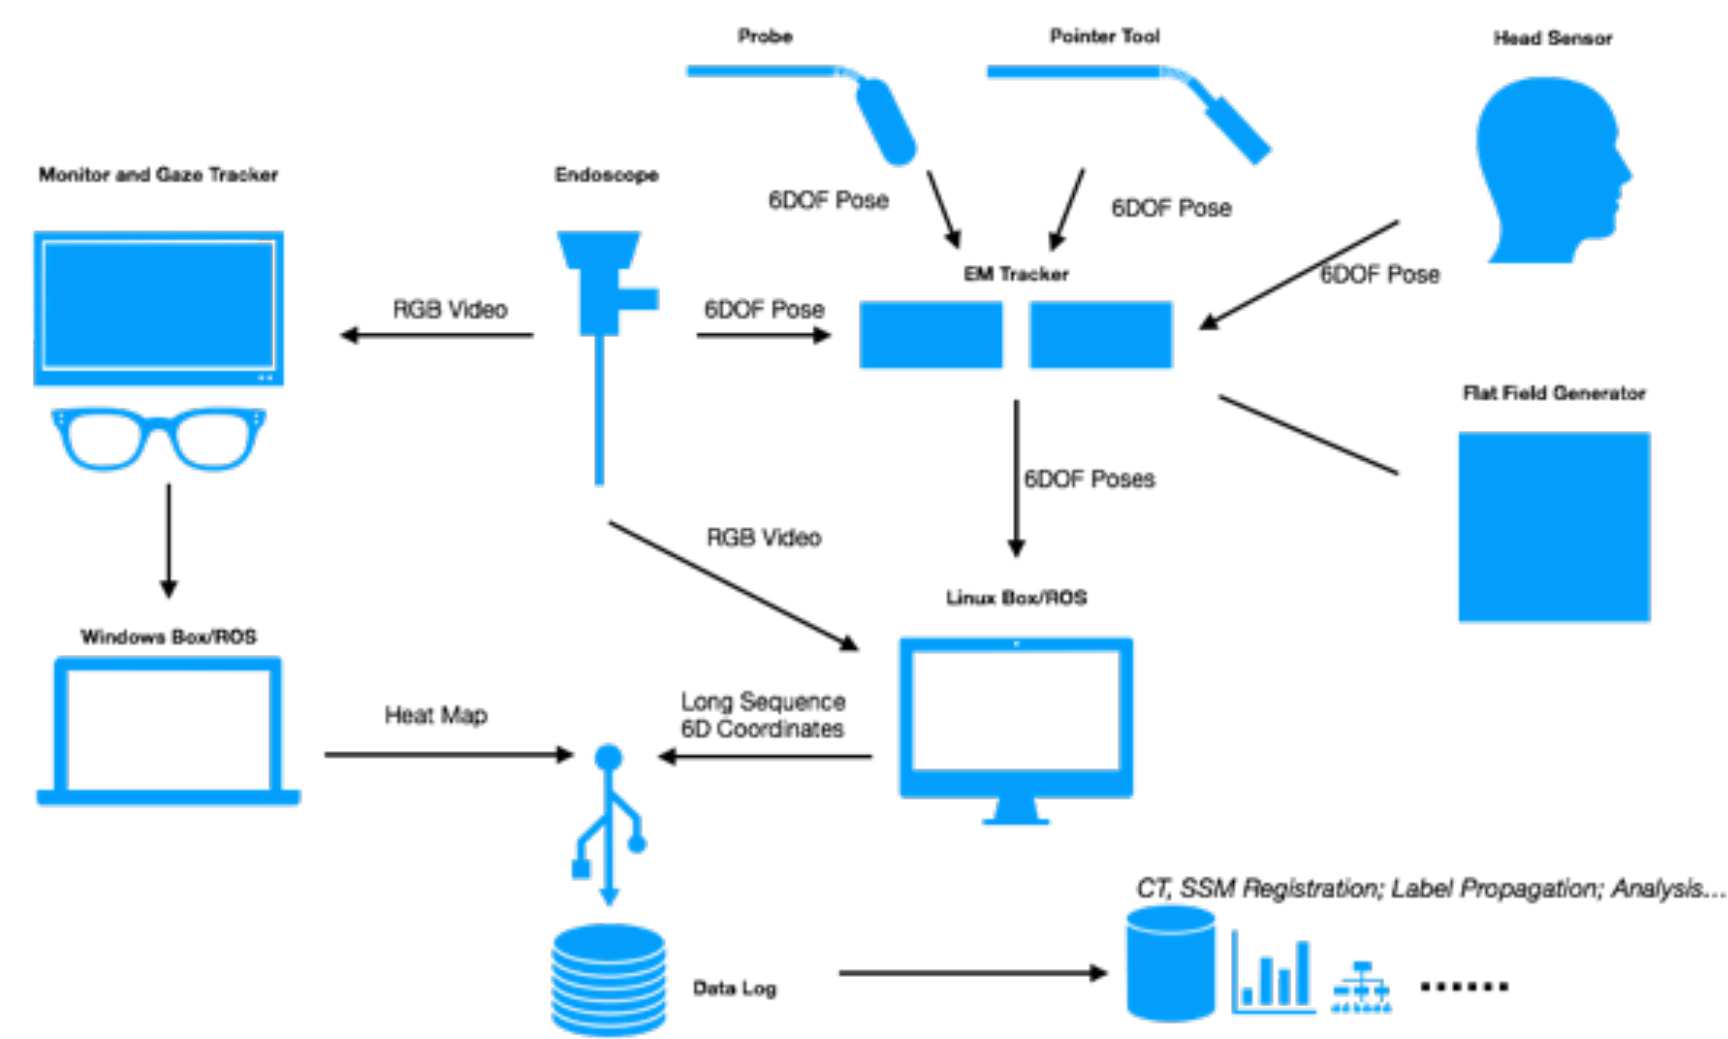 Probe
Pointer Tool
Head Sensor
Monitor and Gaze Tracker
Endoscope
6DOF Pose
6DOF Pose
EM Tracker
6DOF Pose
RGB Video
6DOF Pose
Flat Field Generator
6DOF Poses
RGB Video
Linux Box/ROS
Windows Box/ROS
Long Sequence
6D Coordinates
Heat Map
CT, SSM Registration; Label Propagation; Analysis...
Data Log